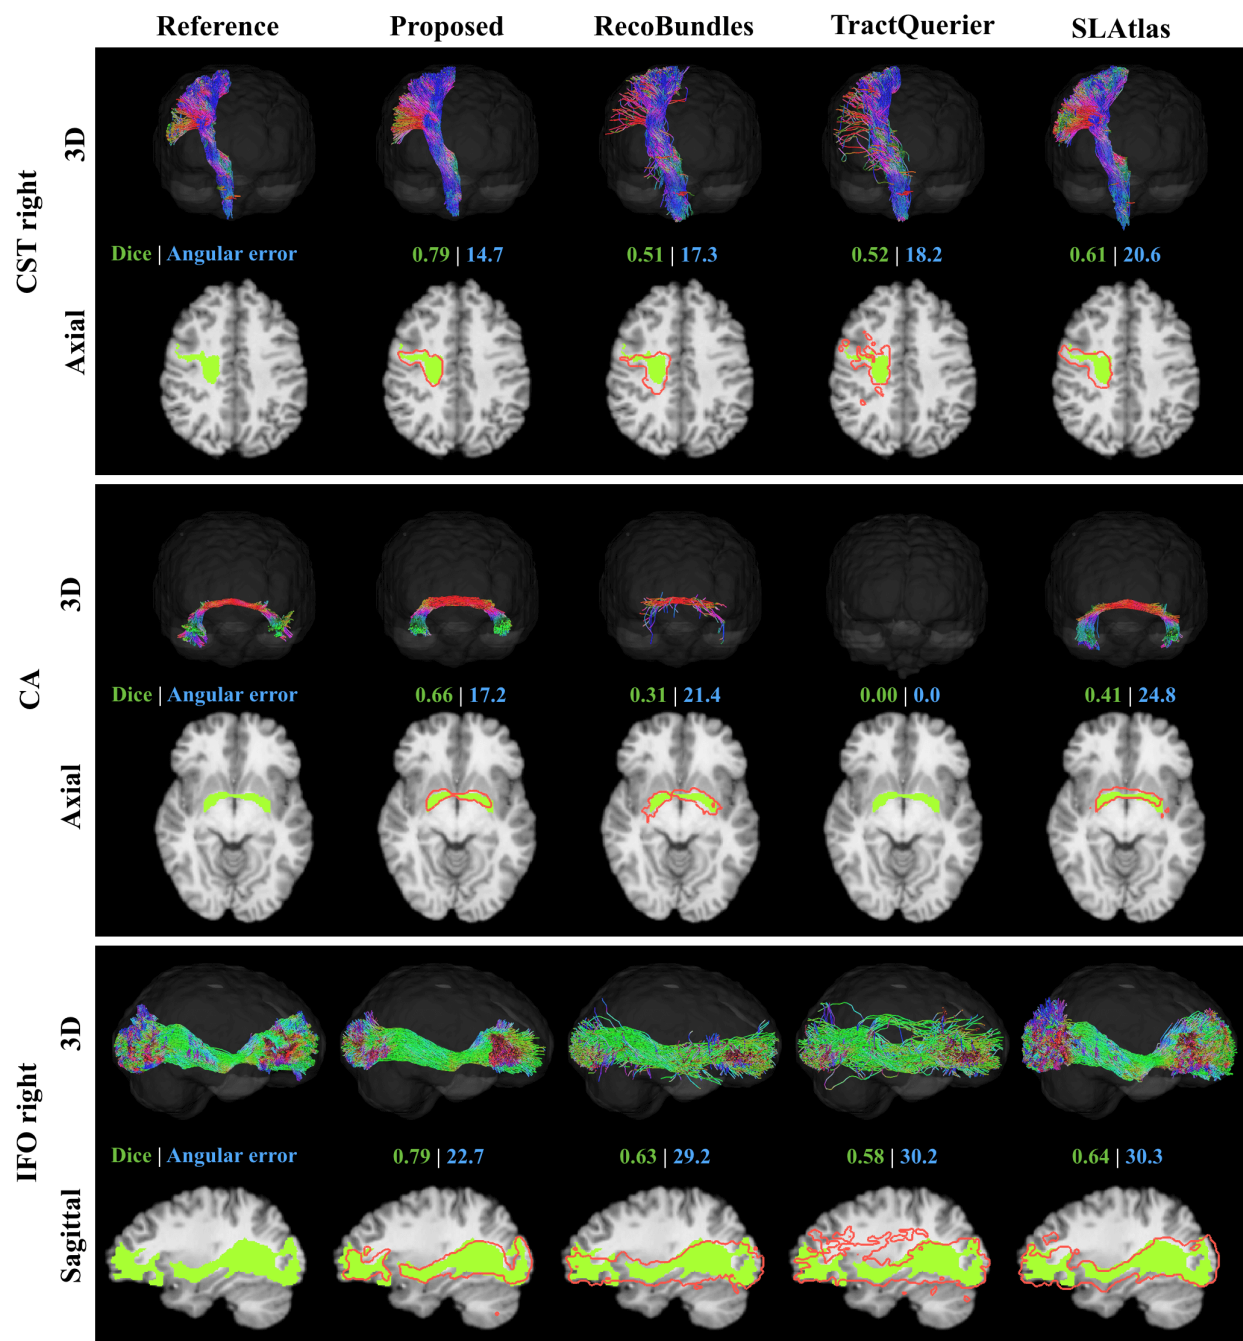 Reference Proposed RecoBundles TractQuerier SLAtlas
CST right
3D
Dice | Angular error 0.79 | 14.7 0.51 | 17.3 0.52 | 18.2 0.61 | 20.6
Axial
CA
3D
Dice | Angular error 0.66 | 17.2 0.31 | 21.4 0.00 | 0.0 0.41 | 24.8
Axial
IFO right
3D
Dice | Angular error 0.79 | 22.7 0.63 | 29.2 0.58 | 30.2 0.64 | 30.3
Sagittal